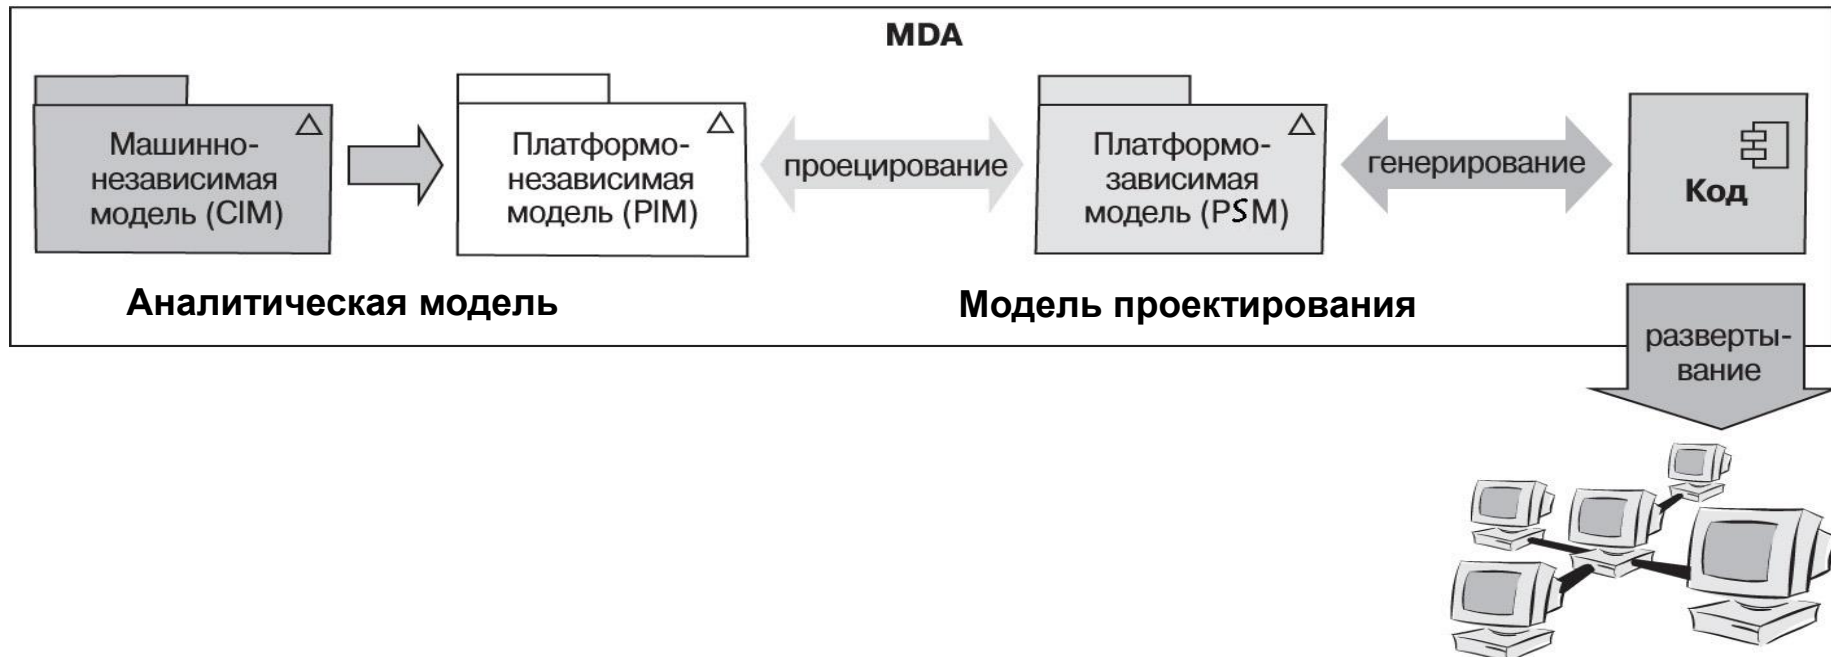 MDA
Машинно-
независимая
модель (CIM)
Платформо-
независимая
модель (PIM)
проецирование
Платформо-
зависимая
модель (PSM)
генерирование
Код
Аналитическая модель
Модель проектирования
разверты-
вание